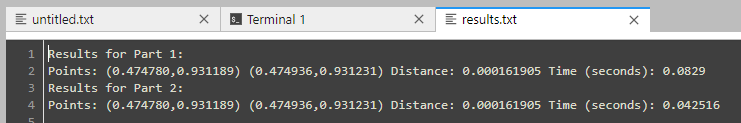 untitled.txt
Terminal 1
results.txt
1 Results for Part 1:
2 Points: (0.474780,0.931189) (0.474936,0.931231) Distance: 0.000161905 Time (seconds): 0.0829
3 Results for Part 2:
4 Points: (0.474780,0.931189) (0.474936,0.931231) Distance: 0.000161905 Time (seconds): 0.042516
5